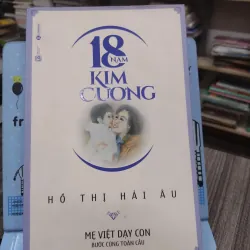 18 NĂM
KIM
CƯƠNG
HỒ THỊ HẢI ÂU
MẸ VIỆT DẠY CON
BƯỚC CÙNG TOÀN CẦU